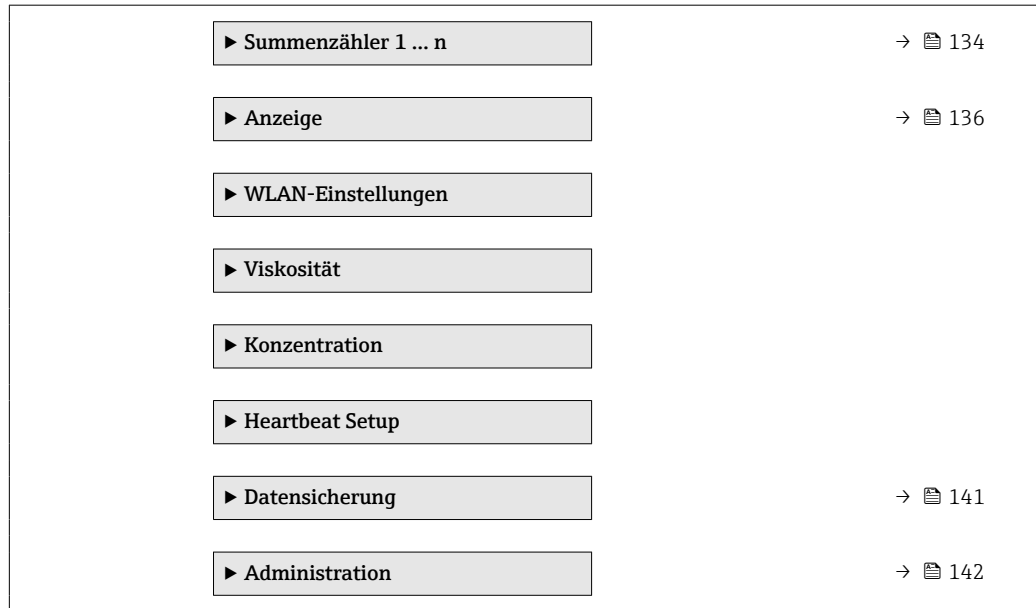 ▶ Summenzähler 1 … n → 134
▶ Anzeige → 136
▶ WLAN-Einstellungen
▶ Viskosität
▶ Konzentration
▶ Heartbeat Setup
▶ Datensicherung → 141
▶ Administration → 142